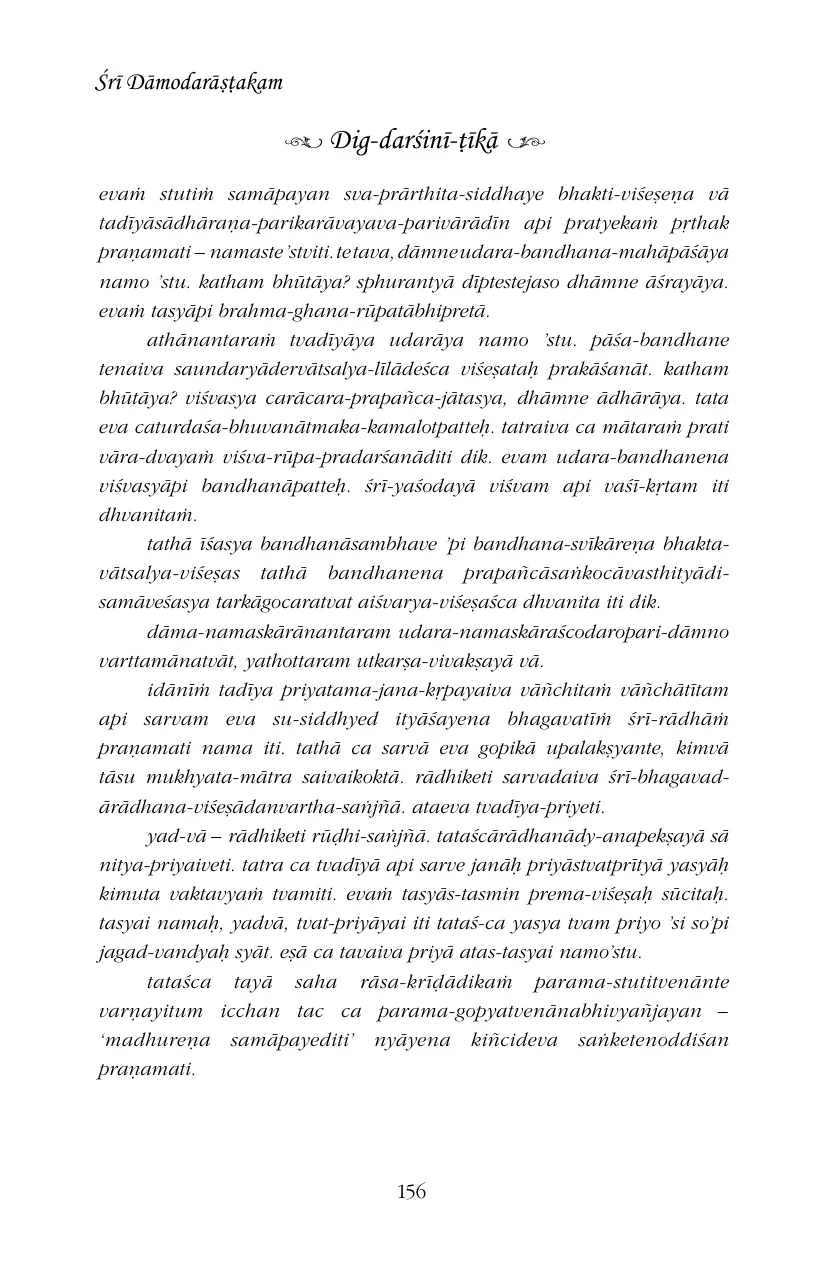 Śrī Dāmodarāṣṭakam
Dig-darśinī-ṭīkā
evaṁ stutiṁ samāpayan sva-prārthita-siddhaye bhakti-viśeṣeṇa vā
tadīyāsādhāraṇa-parikarāvayava-parivārādīn api pratyekaṁ pṛthak
praṇamati – namaste 'stviti. te tava, dāmne udara-bandhana-mahāpāśāya
namo 'stu. katham bhūtāya? sphurantyā dīptestejaso dhāmne āśrayāya.
evaṁ tasyāpi brahma-ghana-rūpatābhipretā.
athānantaraṁ tvadīyāya udarāya namo 'stu. pāśa-bandhane
tenaiva saundaryādervātsalya-līlādeśca viśeṣataḥ prakāśanāt. katham
bhūtāya? viśvasya carācara-prapañca-jātasya, dhāmne ādhārāya. tata
eva caturdaśa-bhuvanātmaka-kamalotpatteḥ. tatraiva ca mātaraṁ prati
vāra-dvayaṁ viśva-rūpa-pradarśanāditi dik. evam udara-bandhanena
viśvasyāpi bandhanāpatteḥ. śrī-yaśodayā viśvam api vaśī-kṛtam iti
dhvanitaṁ.
tathā īśasya bandhanāsambhave 'pi bandhana-svīkāreṇa bhakta-
vātsalya-viśeṣas tathā bandhanena prapañcāsaṅkocāvasthityādi-
samāveśasya tarkāgocaratvat aiśvarya-viśeṣaśca dhvanita iti dik.
dāma-namaskārānantaram udara-namaskāraścodaropari-dāmno
varttamānatvāt, yathottaram utkarṣa-vivakṣayā vā.
idānīṁ tadīya priyatama-jana-kṛpayaiva vāñchitaṁ vāñchātītam
api sarvam eva su-siddhyed ityāśayena bhagavatīṁ śrī-rādhāṁ
praṇamati nama iti. tathā ca sarvā eva gopikā upalakṣyante, kimvā
tāsu mukhyata-mātra saivaikoktā. rādhiketi sarvadaiva śrī-bhagavad-
ārādhana-viśeṣādanvartha-saṅjñā. ataeva tvadīya-priyeti.
yad-vā – rādhiketi rūḍhi-saṅjñā. tataścārādhanādy-anapekṣayā sā
nitya-priyaiveti. tatra ca tvadīyā api sarve janāḥ priyāstvatprītyā yasyāḥ
kimuta vaktavyaṁ tvamiti. evaṁ tasyās-tasmin prema-viśeṣaḥ sūcitaḥ.
tasyai namaḥ, yadvā, tvat-priyāyai iti tataś-ca yasya tvam priyo 'si so'pi
jagad-vandyaḥ syāt. eṣā ca tavaiva priyā atas-tasyai namo'stu.
tataśca tayā saha rāsa-krīḍādikaṁ parama-stutitvenānte
varṇayitum icchan tac ca parama-gopyatvenānabhivyañjayan –
‘madhureṇa samāpayediti’ nyāyena kiñcideva saṅketenoddiśan
praṇamati.
156